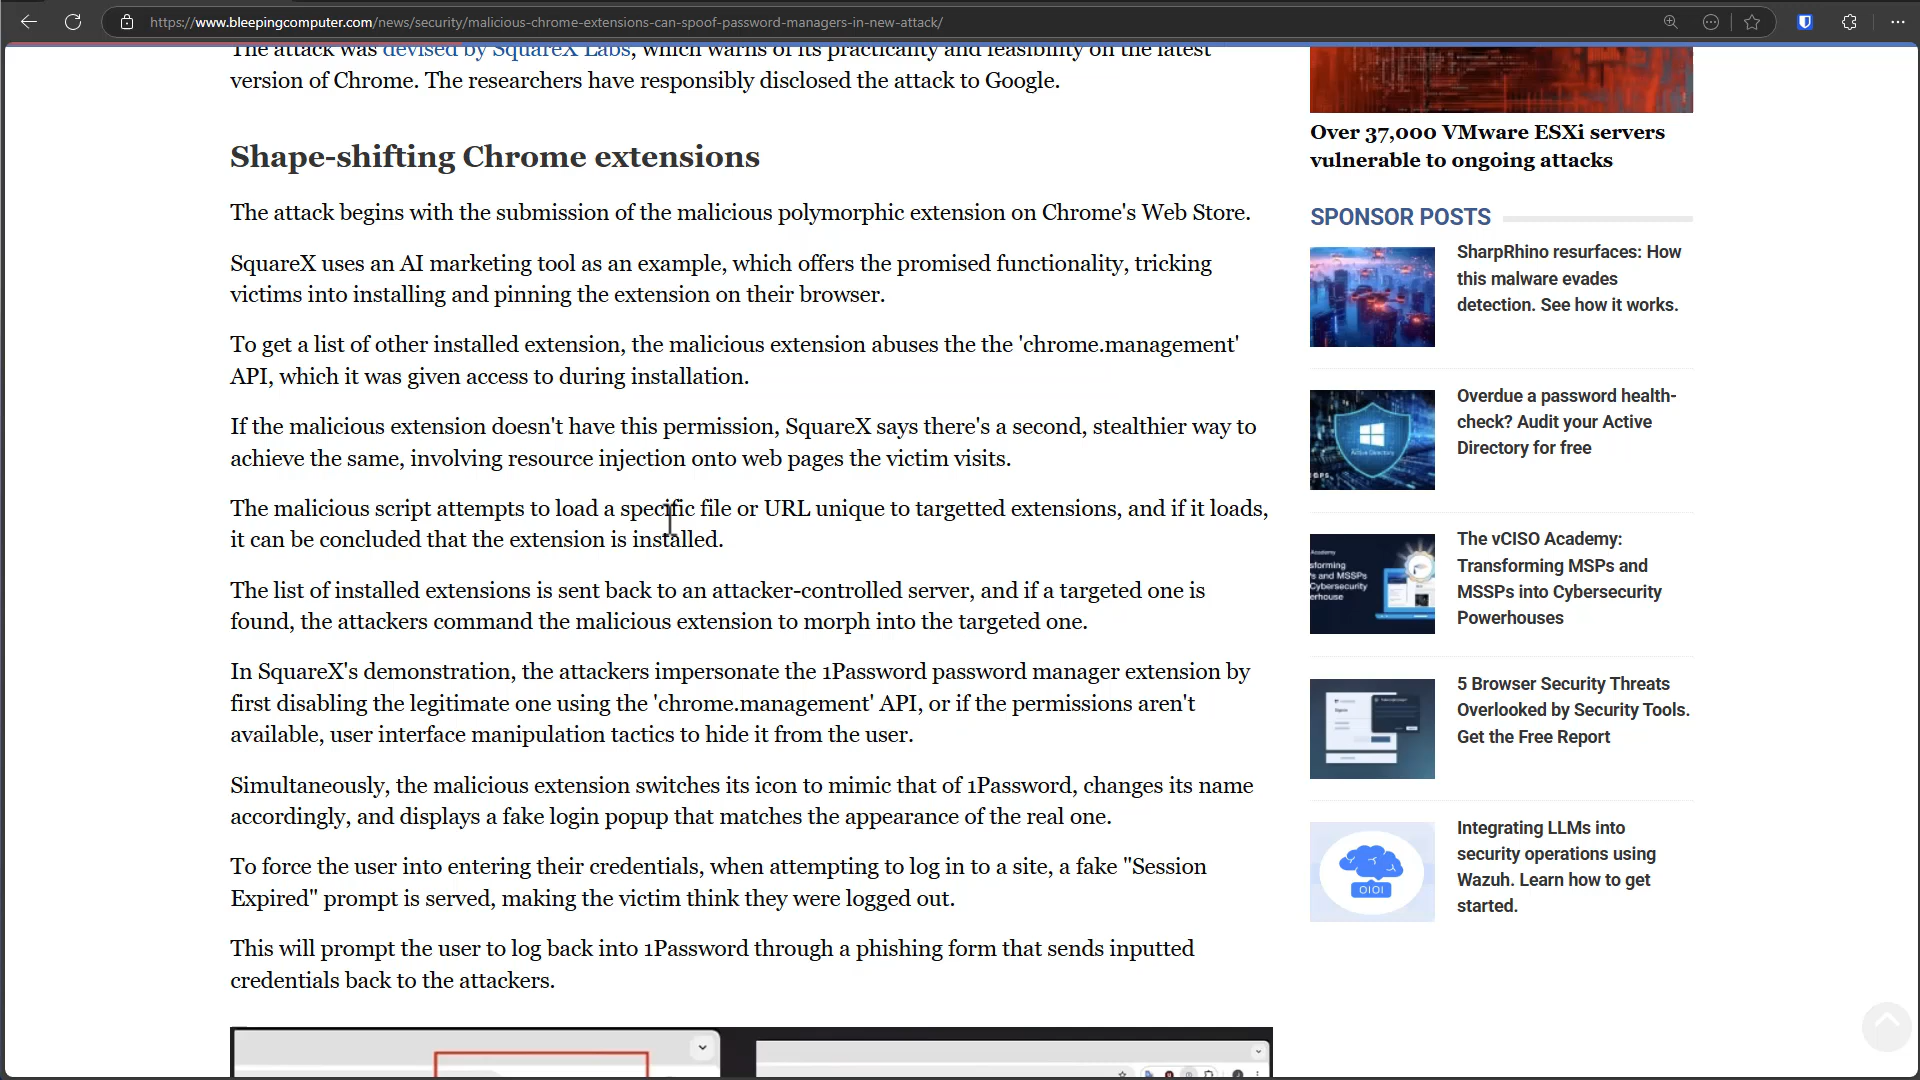 https://www.bleepingcomputer.com/news/security/malicious-chrome-extensions-can-spoof-password-managers-in-new-attack/
The attack was devised by SquareX Labs, which warns of its practicality and feasibility on the latest
version of Chrome. The researchers have responsibly disclosed the attack to Google.
Shape-shifting Chrome extensions
The attack begins with the submission of the malicious polymorphic extension on Chrome's Web Store.
SquareX uses an AI marketing tool as an example, which offers the promised functionality, tricking
victims into installing and pinning the extension on their browser.
To get a list of other installed extension, the malicious extension abuses the the 'chrome.management'
API, which it was given access to during installation.
If the malicious extension doesn't have this permission, SquareX says there's a second, stealthier way to
achieve the same, involving resource injection onto web pages the victim visits.
The malicious script attempts to load a specific file or URL unique to targetted extensions, and if it loads,
it can be concluded that the extension is installed.
The list of installed extensions is sent back to an attacker-controlled server, and if a targeted one is
found, the attackers command the malicious extension to morph into the targeted one.
In SquareX's demonstration, the attackers impersonate the 1Password password manager extension by
first disabling the legitimate one using the 'chrome.management' API, or if the permissions aren't
available, user interface manipulation tactics to hide it from the user.
Simultaneously, the malicious extension switches its icon to mimic that of 1Password, changes its name
accordingly, and displays a fake login popup that matches the appearance of the real one.
To force the user into entering their credentials, when attempting to log in to a site, a fake "Session
Expired" prompt is served, making the victim think they were logged out.
This will prompt the user to log back into 1Password through a phishing form that sends inputted
credentials back to the attackers.
Over 37,000 VMware ESXi servers
vulnerable to ongoing attacks
SPONSOR POSTS
SharpRhino resurfaces: How
this malware evades
detection. See how it works.
Active Directory
Overdue a password health-
check? Audit your Active
Directory for free
Academy
The vCISO Academy:
Transforming MSPs and
MSSPs into Cybersecurity
Powerhouses
5 Browser Security Threats
Overlooked by Security Tools.
Get the Free Report
OIOI
Integrating LLMs into
security operations using
Wazuh. Learn how to get
started.